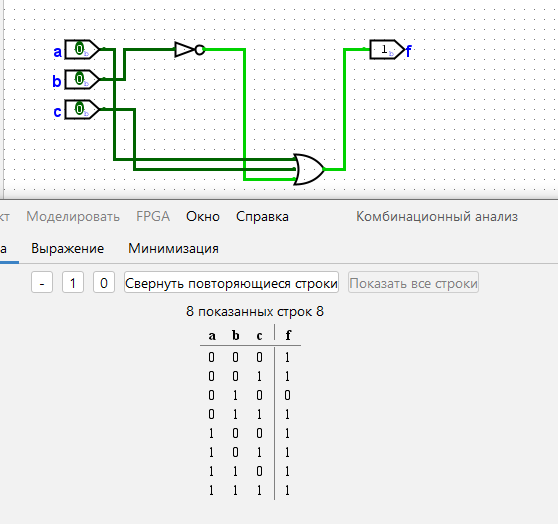 a 0 1 f
b 0
c 0
кт Моделировать FPGA Окно Справка Комбинационный анализ
а Выражение Минимизация
- 1 0 Свернуть повторяющиеся строки Показать все строки
8 показанных строк 8
a b c f
0 0 0 1
0 0 1 1
0 1 0 0
0 1 1 1
1 0 0 1
1 0 1 1
1 1 0 1
1 1 1 1